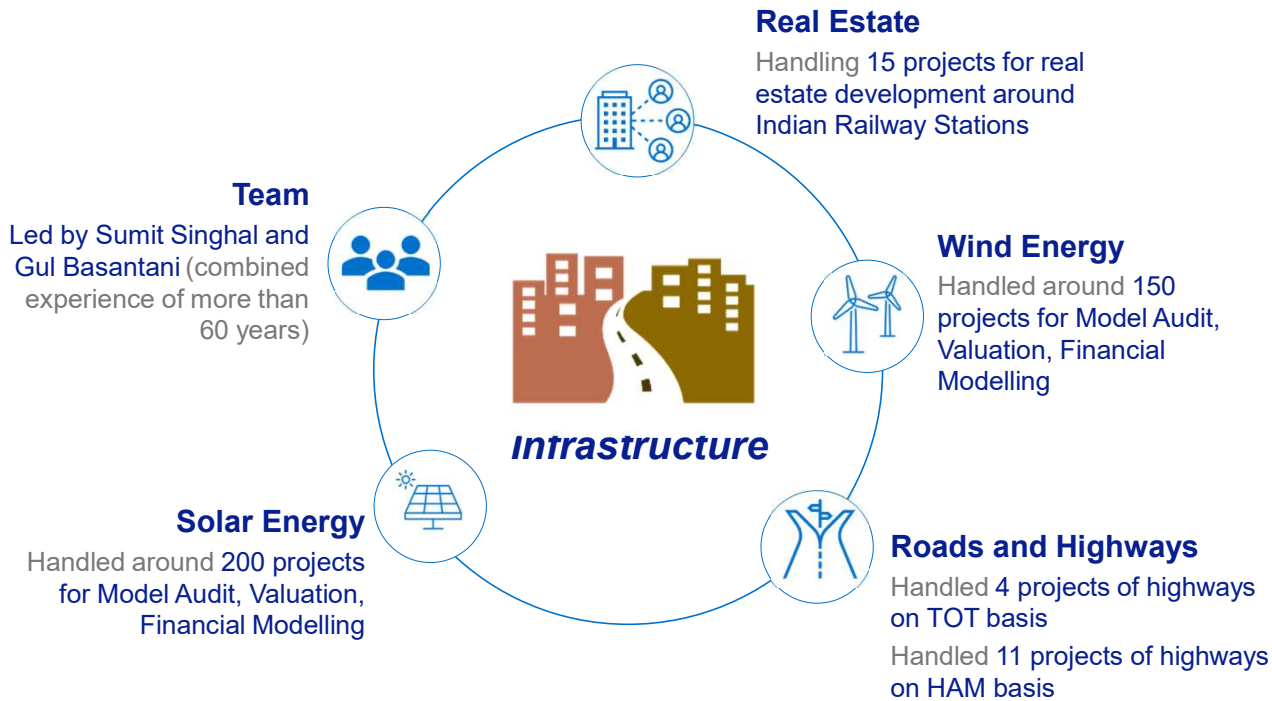 Real Estate
Handling 15 projects for real
estate development around
Indian Railway Stations
Team
Led by Sumit Singhal and
Gul Basantani (combined
experience of more than
60 years)
Wind Energy
Handled around 150
projects for Model Audit,
Valuation, Financial
Modelling
Infrastructure
Solar Energy
Handled around 200 projects
for Model Audit, Valuation,
Financial Modelling
Roads and Highways
Handled 4 projects of highways
on TOT basis
Handled 11 projects of highways
on HAM basis